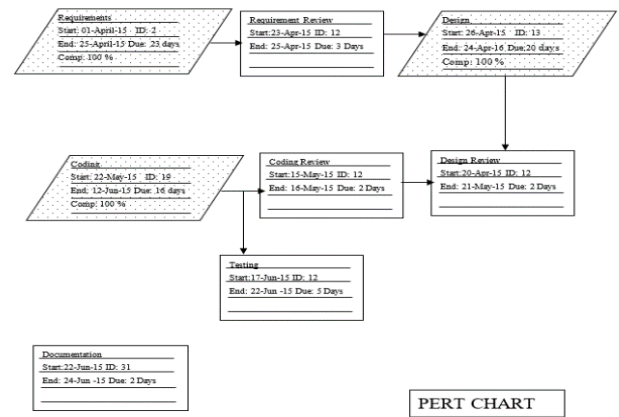 Requirements
Start: 01-April-15 ID: 2
End: 25-April-15 Due: 23 days
Comp: 100 %
Requirement Review
Start:23-Apr-15 ID: 12
End: 25-Apr-15 Due: 3 Days
Design
Start: 26-Apr-15 ID: 13
End: 24-Apr-16 Due:20 days
Comp: 100 %
Coding
Start: 22-May-15 ID: 19
End: 12-Jun-15 Due: 16 days
Comp: 100 %
Coding Review
Start:15-May-15 ID: 12
End: 16-May-15 Due: 2 Days
Design Review
Start:20-Apr-15 ID: 12
End: 21-May-15 Due: 2 Days
Testing
Start:17-Jun-15 ID: 12
End: 22-Jun -15 Due: 5 Days
Documentation
Start:22-Jun-15 ID: 31
End: 24-Jun -15 Due: 2 Days
PERT CHART